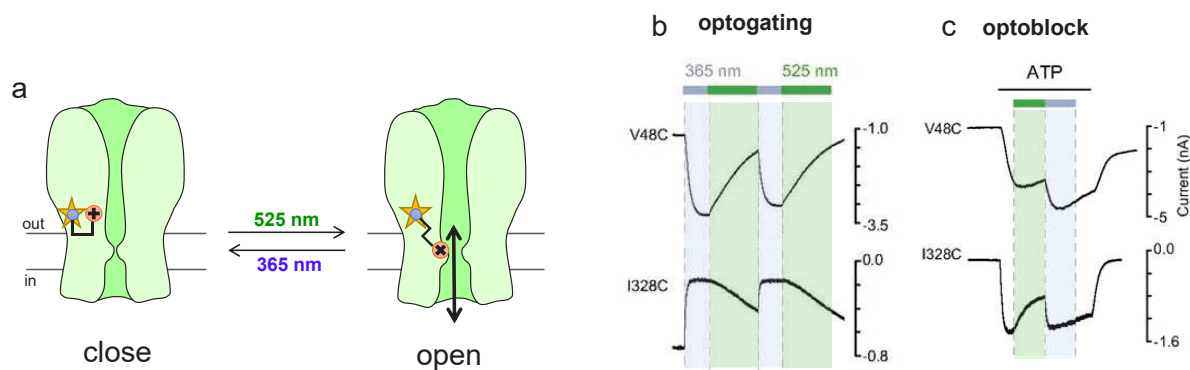 a
out
in
close
525 nm
365 nm
open
b optogating
365 nm 525 nm
V48C
-1.0
-3.5
I328C
0.0
-0.8
c optoblock
ATP
V48C
-1
-5
Current (nA)
I328C
0.0
-1.6